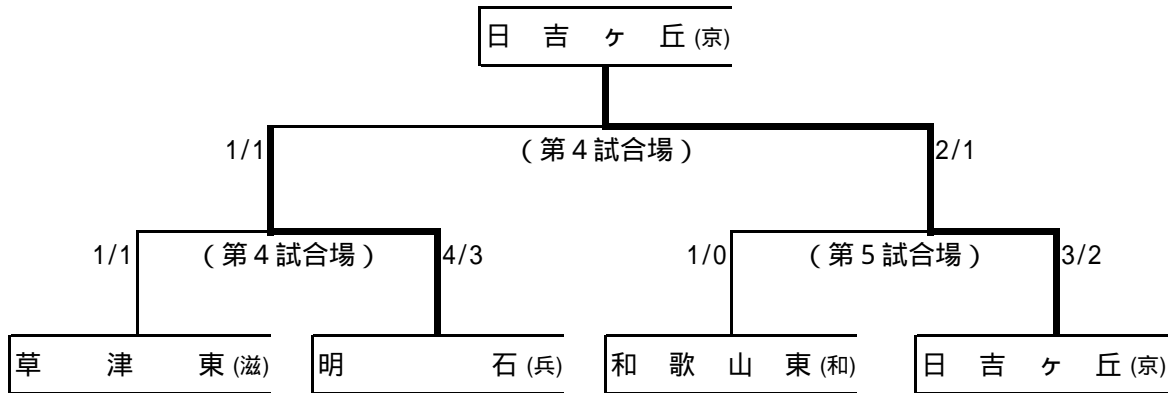 日吉ヶ丘(京)
1/1 (第4試合場) 2/1
1/1 (第4試合場) 4/3 1/0 (第5試合場) 3/2
草津東(滋) 明石(兵) 和歌山東(和) 日吉ヶ丘(京)